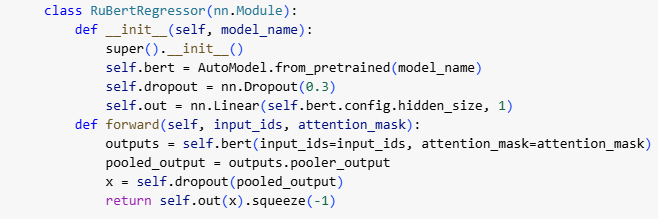 class RuBertRegressor(nn.Module):
    def __init__(self, model_name):
        super().__init__()
        self.bert = AutoModel.from_pretrained(model_name)
        self.dropout = nn.Dropout(0.3)
        self.out = nn.Linear(self.bert.config.hidden_size, 1)
    def forward(self, input_ids, attention_mask):
        outputs = self.bert(input_ids=input_ids, attention_mask=attention_mask)
        pooled_output = outputs.pooler_output
        x = self.dropout(pooled_output)
        return self.out(x).squeeze(-1)